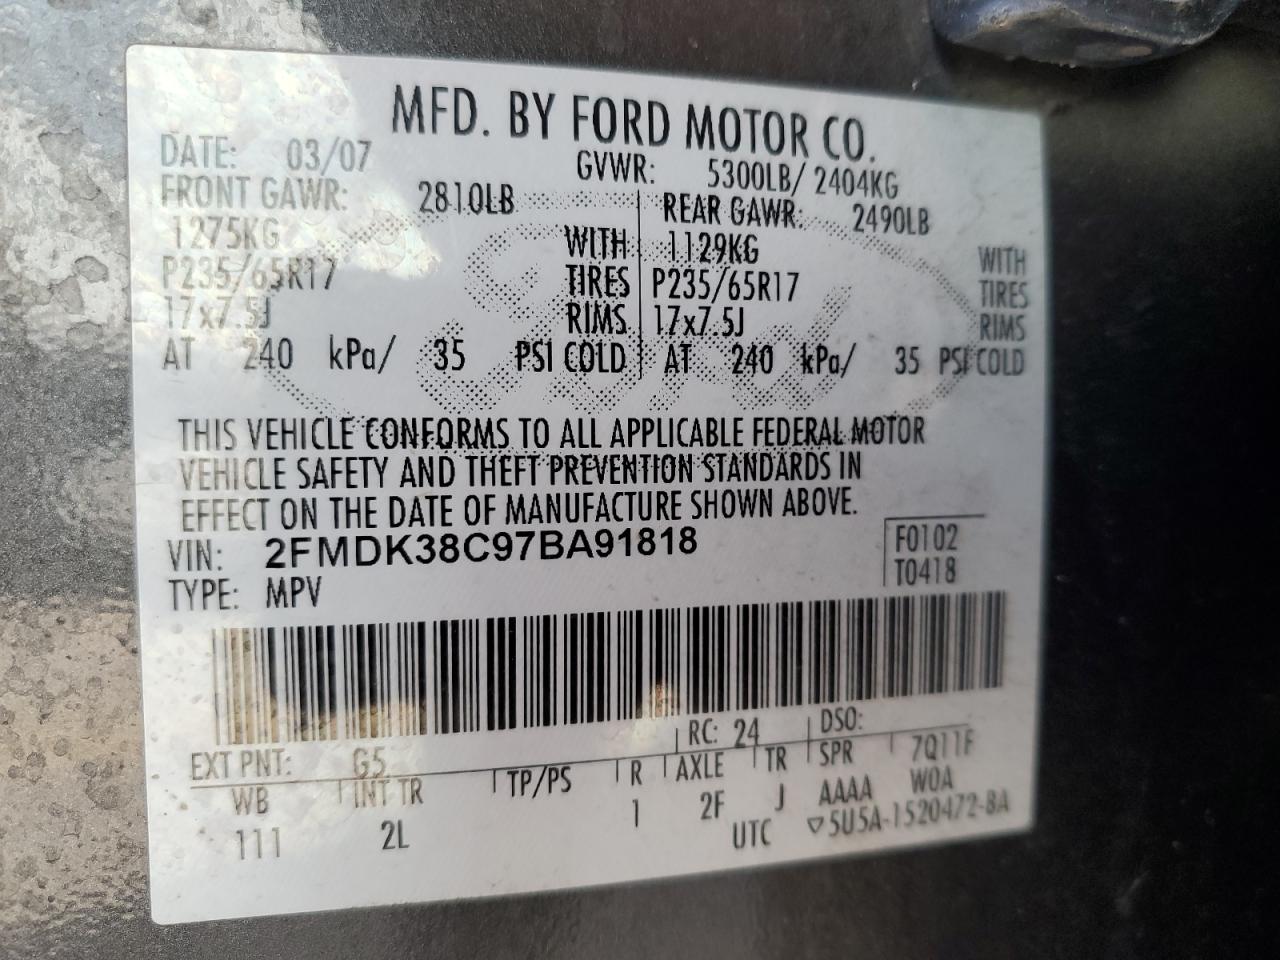 MFD. BY FORD MOTOR CO.
DATE: 03/07 GVWR: 5300LB/ 2404KG
FRONT GAWR: 2810LB REAR GAWR: 2490LB
1275KG WITH 1129KG WITH
P235/65R17 TIRES P235/65R17 TIRES
17x7.5J RIMS 17x7.5J RIMS
AT 240 kPa/ 35 PSI COLD AT 240 kPa/ 35 PSI COLD
Ford
THIS VEHICLE CONFORMS TO ALL APPLICABLE FEDERAL MOTOR
VEHICLE SAFETY AND THEFT PREVENTION STANDARDS IN
EFFECT ON THE DATE OF MANUFACTURE SHOWN ABOVE.
VIN: 2FMDK38C97BA91818 F0102
TYPE: MPV T0418
EXT PNT: G5 RC: 24 DSO:
WB INT TR TP/PS R AXLE TR SPR 7Q11F
111 2L 1 2F J AAAA W0A
UTC ▽5U5A-1520472-BA